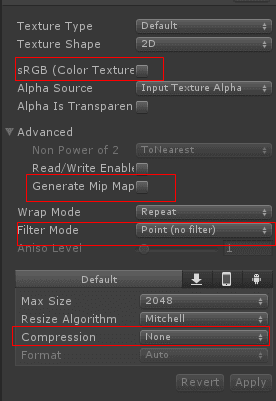 Texture Type Default
Texture Shape 2D
sRGB (Color Texture
Alpha Source Input Texture Alpha
Alpha Is Transparen
Advanced
Non Power of 2 ToNearest
Read/Write Enable
Generate Mip Map
Wrap Mode Repeat
Filter Mode Point (no filter)
Aniso Level 1
Default
Max Size 2048
Resize Algorithm Mitchell
Compression None
Format Auto
Revert Apply